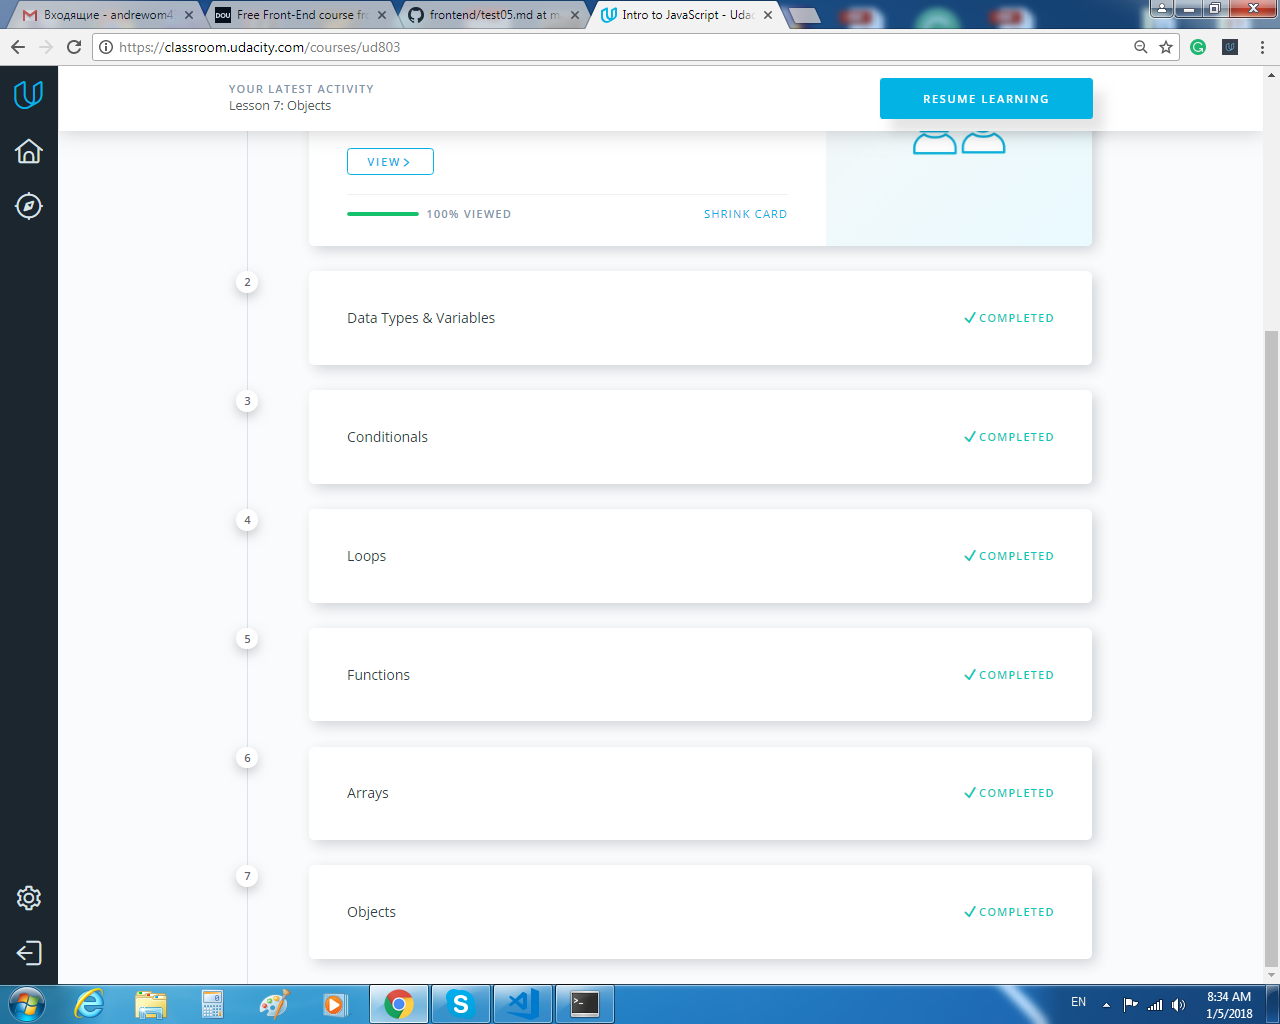 Входящие - andrewom4
DOU Free Front-End course fr
frontend/test05.md at m
Intro to JavaScript - Udac
https://classroom.udacity.com/courses/ud803
YOUR LATEST ACTIVITY
Lesson 7: Objects
RESUME LEARNING
VIEW >
100% VIEWED
SHRINK CARD
2
Data Types & Variables
COMPLETED
3
Conditionals
COMPLETED
4
Loops
COMPLETED
5
Functions
COMPLETED
6
Arrays
COMPLETED
7
Objects
COMPLETED
EN
8:34 AM
1/5/2018